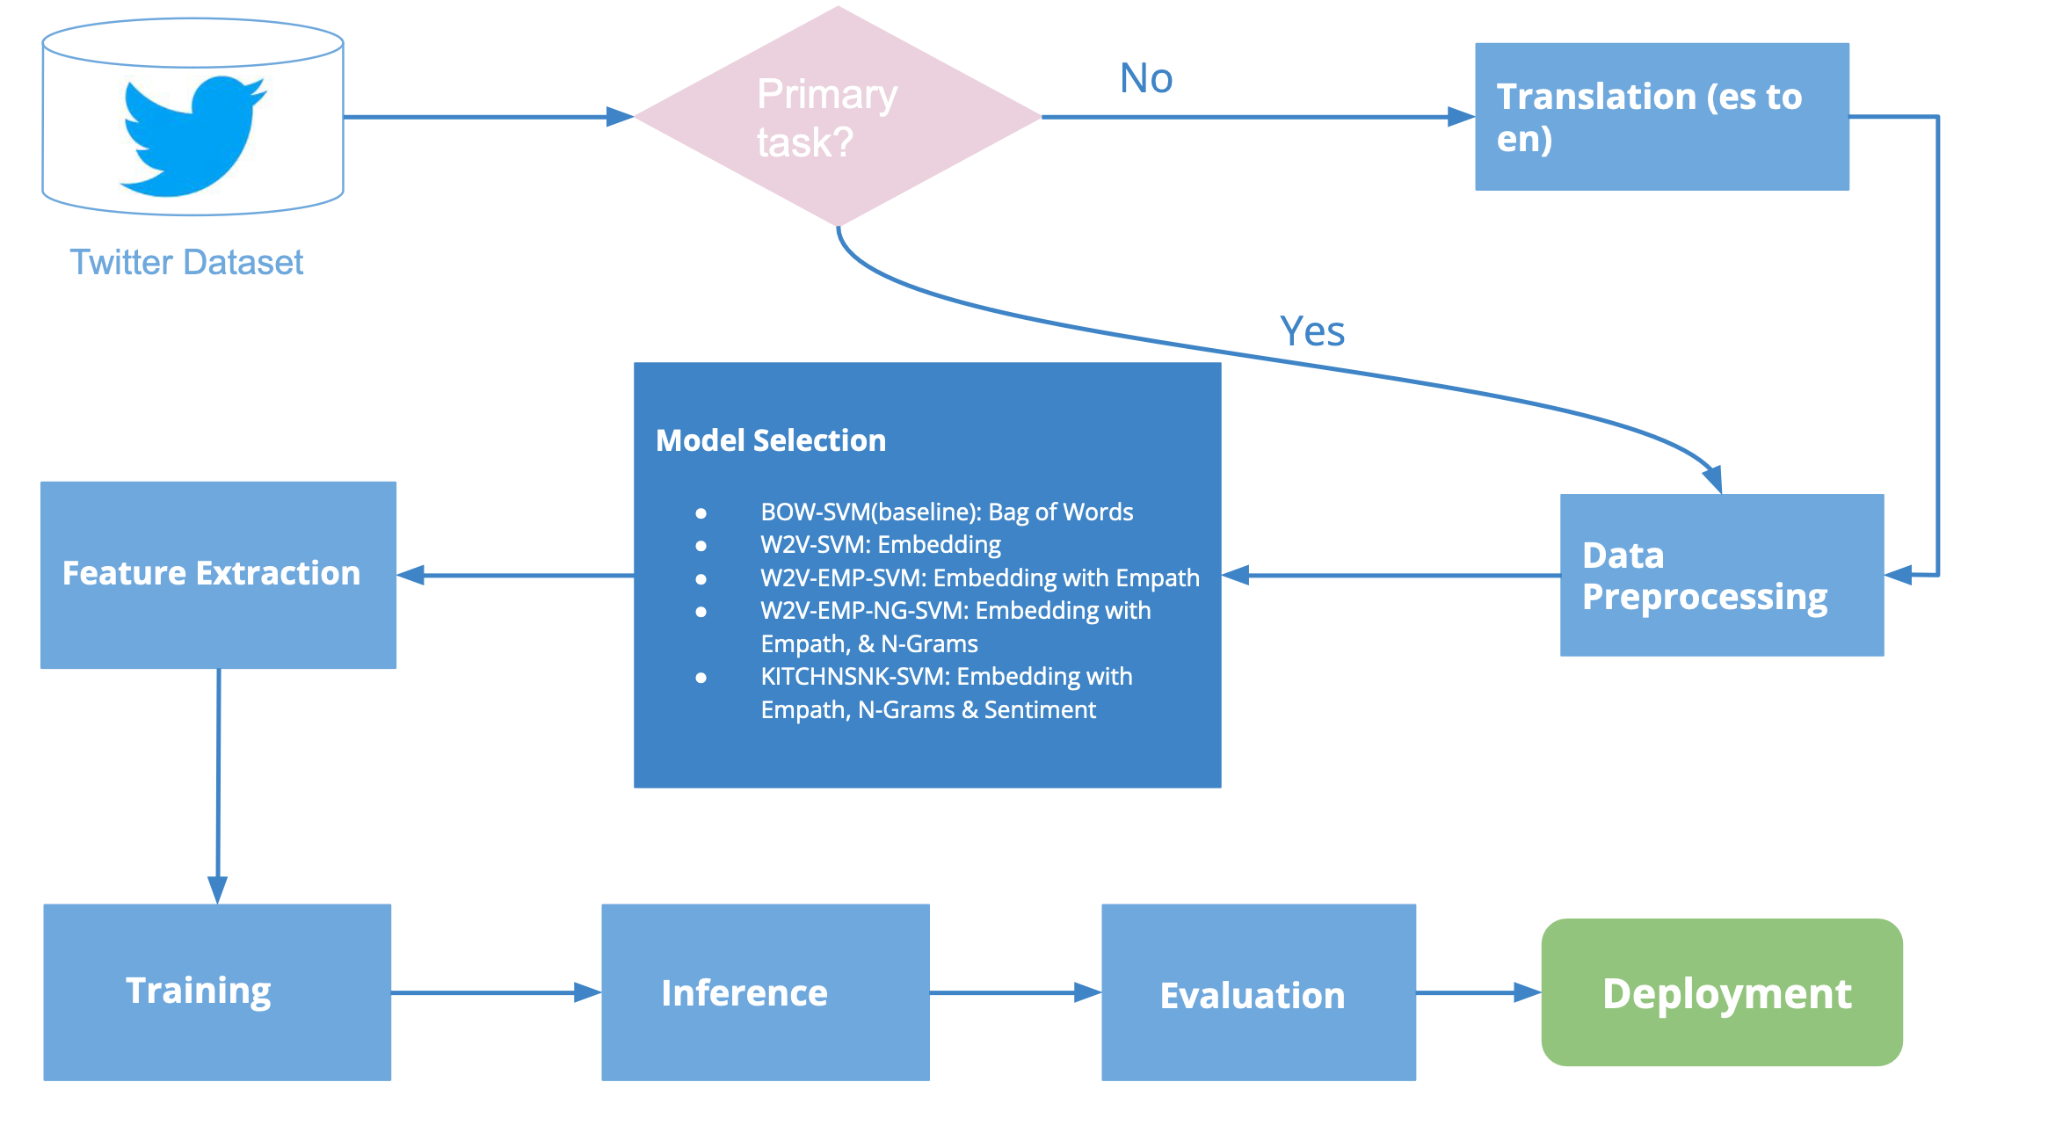 Twitter Dataset
Primary
task?
No
Translation (es to
en)
Yes
Data
Preprocessing
Model Selection
● BOW-SVM(baseline): Bag of Words
● W2V-SVM: Embedding
● W2V-EMP-SVM: Embedding with Empath
● W2V-EMP-NG-SVM: Embedding with
Empath, & N-Grams
● KITCHNSNK-SVM: Embedding with
Empath, N-Grams & Sentiment
Feature Extraction
Training
Inference
Evaluation
Deployment